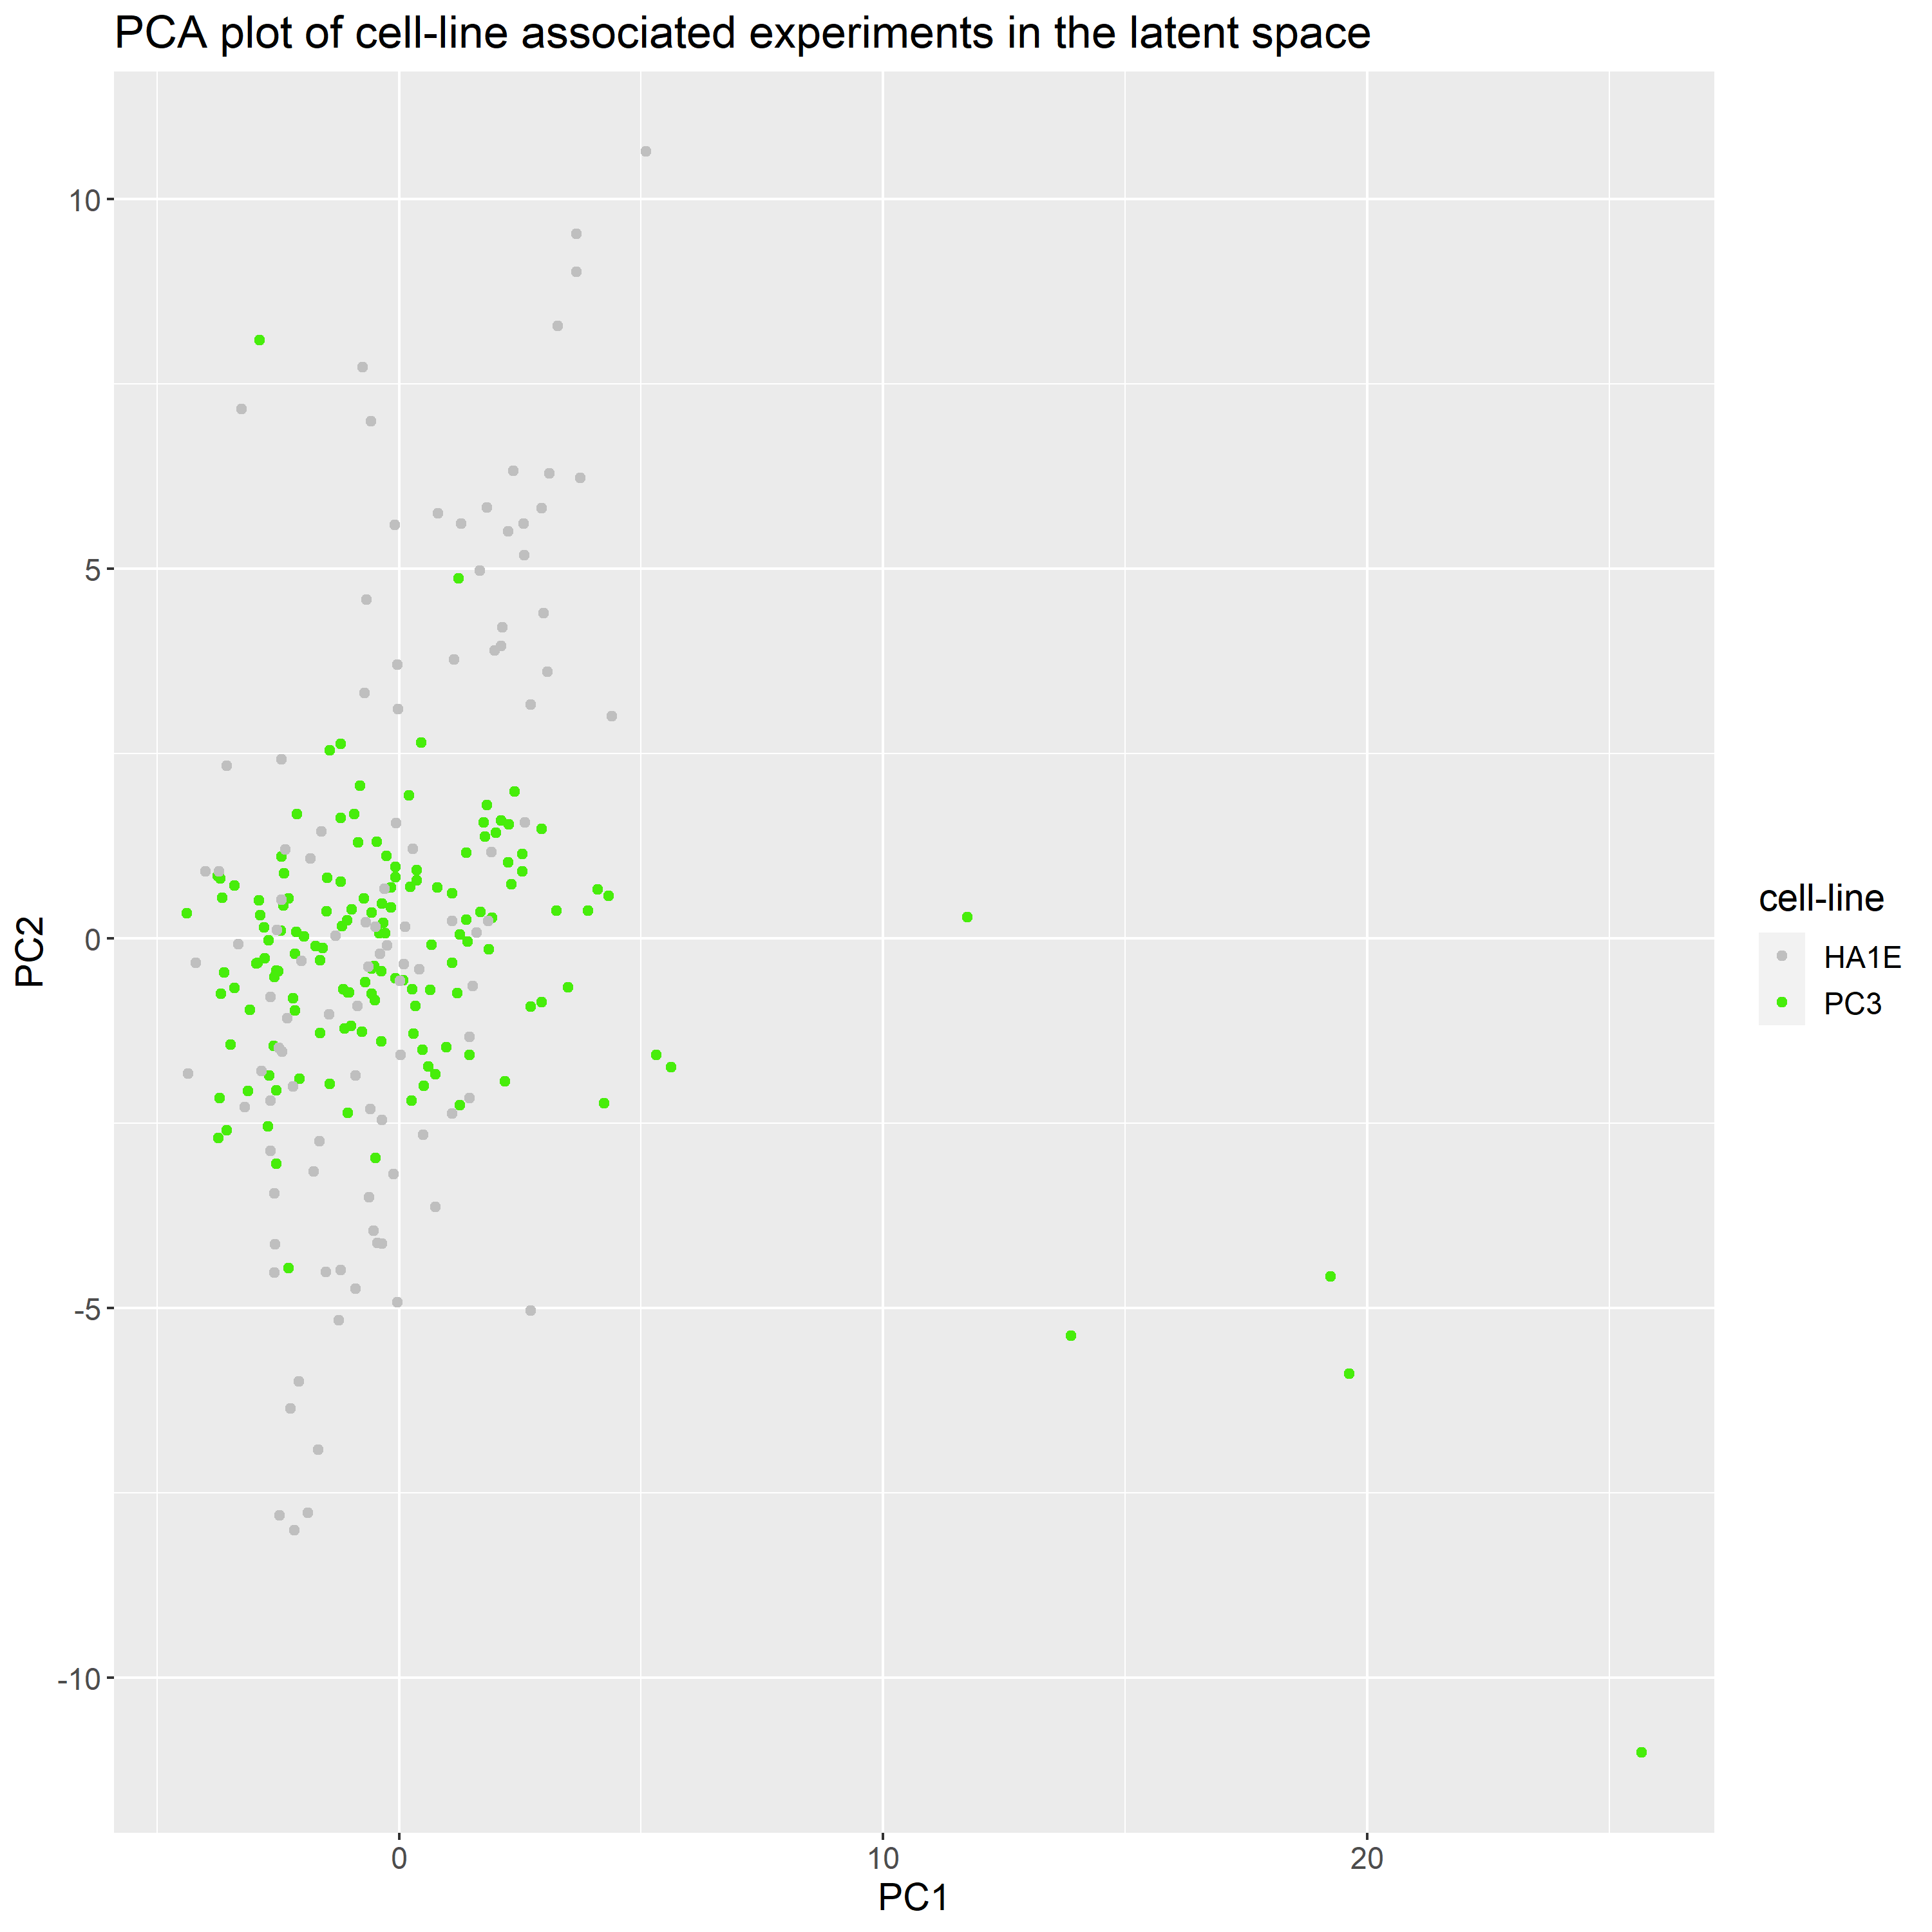 PCA plot of cell-line associated experiments in the latent space
10
5
0
-5
-10
PC2
0
10
20
PC1
cell-line
HA1E
PC3